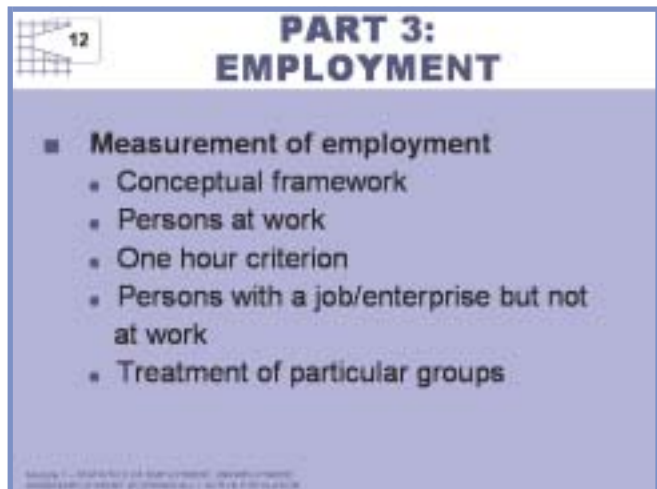 12
PART 3:
EMPLOYMENT
Measurement of employment
Conceptual framework
Persons at work
One hour criterion
Persons with a job/enterprise but not
at work
Treatment of particular groups